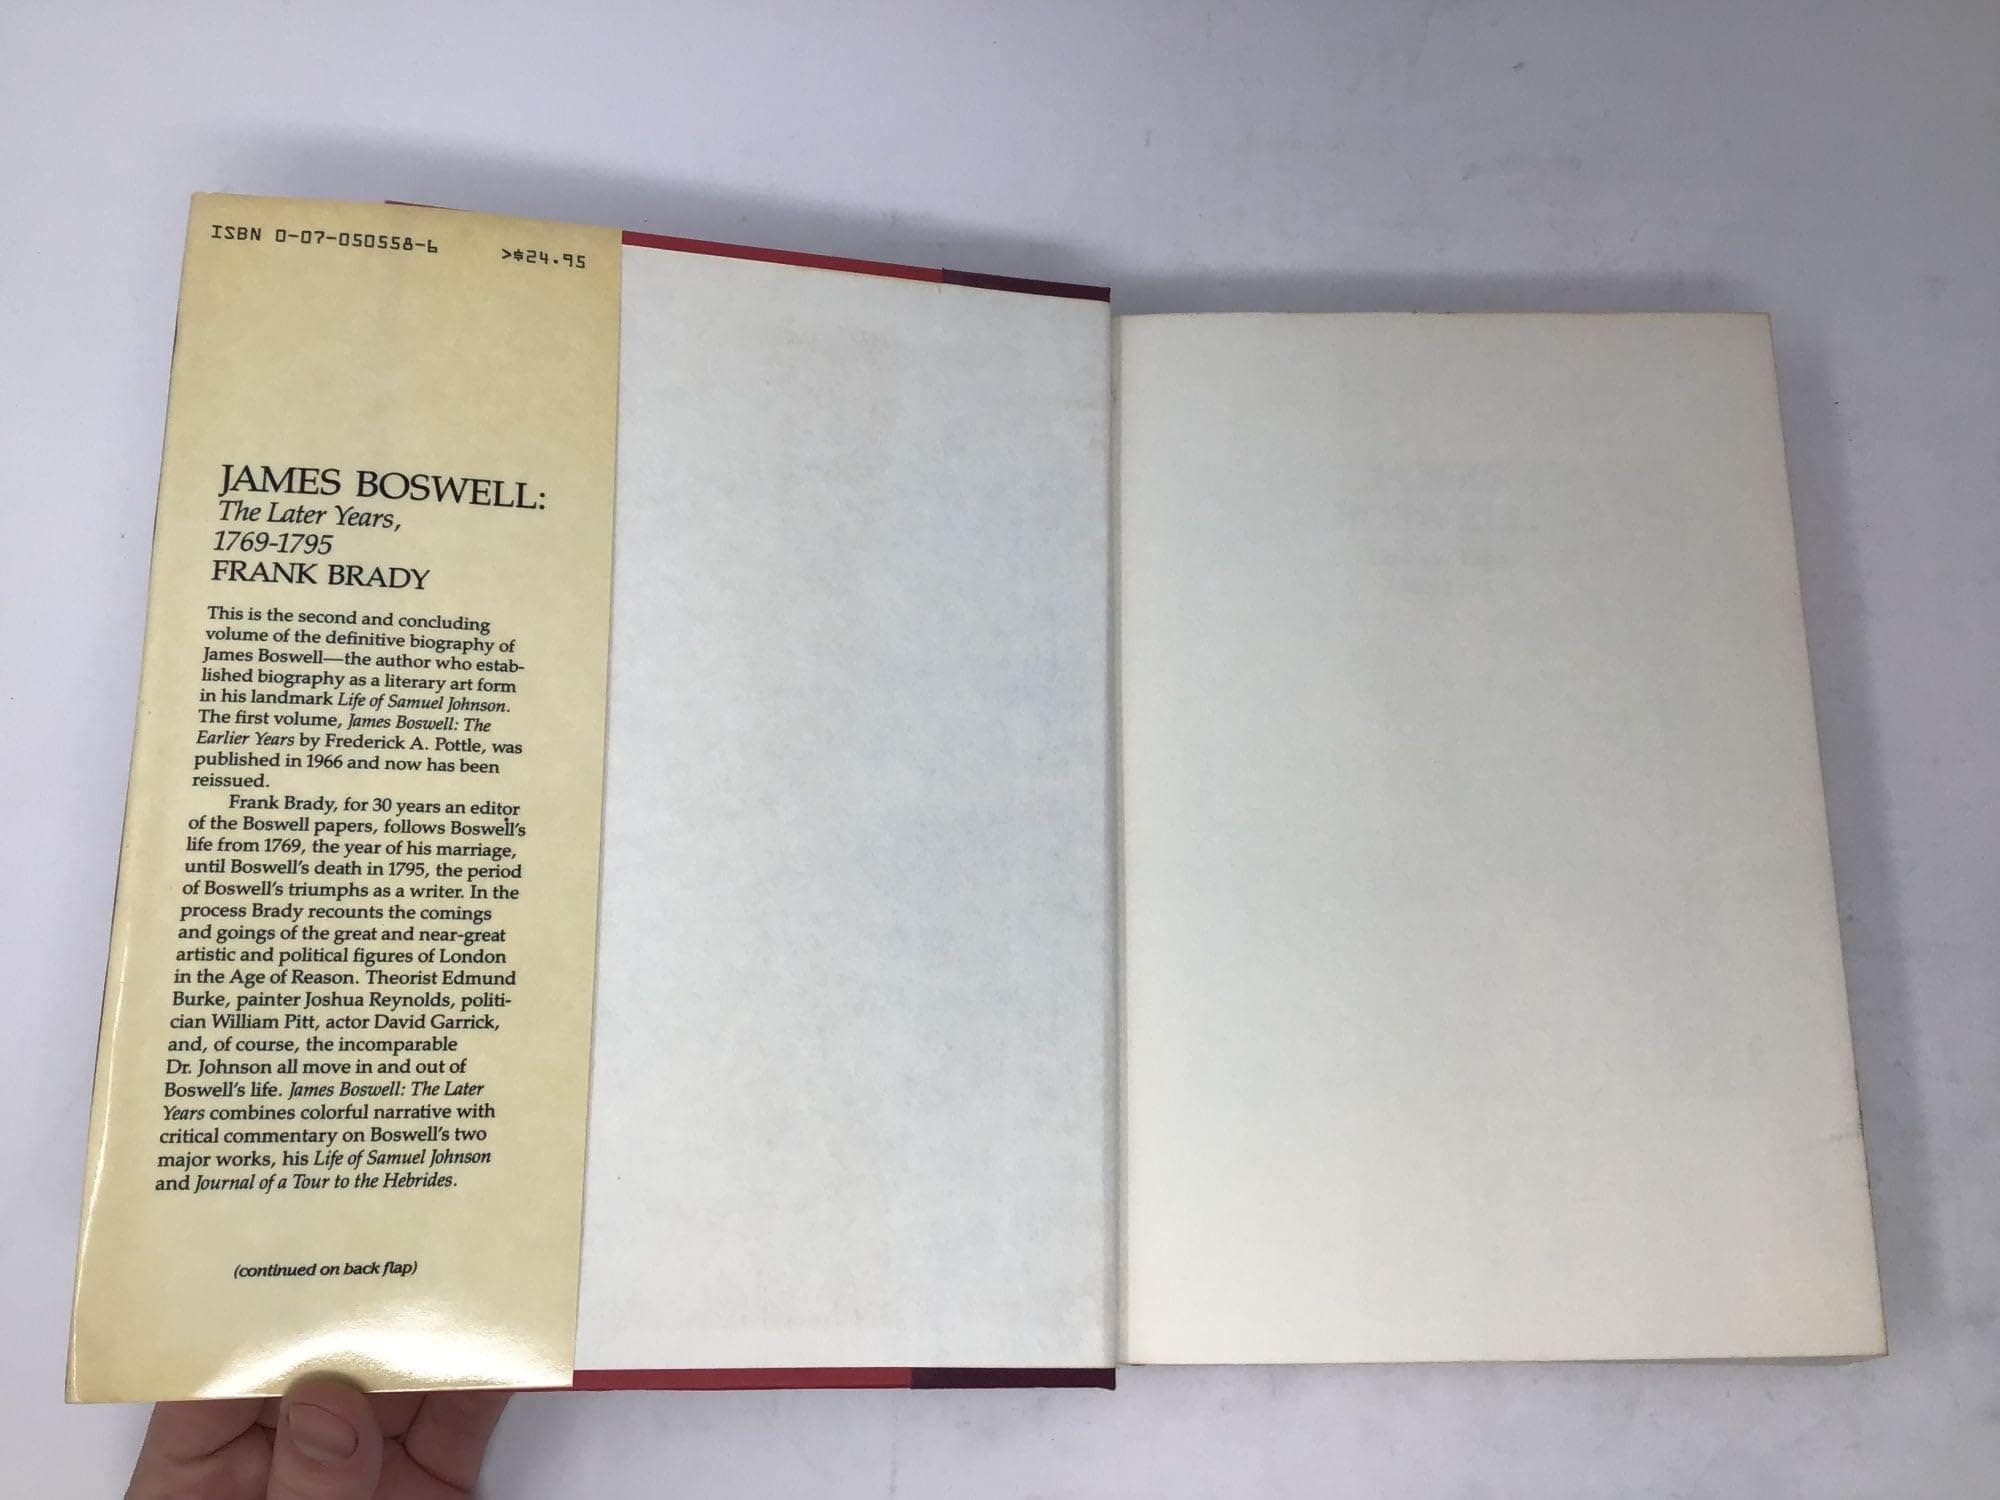 ISBN 0-07-050558-6
>$24.95
JAMES BOSWELL:
The Later Years,
1769-1795
FRANK BRADY
This is the second and concluding
volume of the definitive biography of
James Boswell—the author who estab-
lished biography as a literary art form
in his landmark Life of Samuel Johnson.
The first volume, James Boswell: The
Earlier Years by Frederick A. Pottle, was
published in 1966 and now has been
reissued.
Frank Brady, for 30 years an editor
of the Boswell papers, follows Boswell's
life from 1769, the year of his marriage,
until Boswell's death in 1795, the period
of Boswell's triumphs as a writer. In the
process Brady recounts the comings
and goings of the great and near-great
artistic and political figures of London
in the Age of Reason. Theorist Edmund
Burke, painter Joshua Reynolds, politi-
cian William Pitt, actor David Garrick,
and, of course, the incomparable
Dr. Johnson all move in and out of
Boswell's life. James Boswell: The Later
Years combines colorful narrative with
critical commentary on Boswell's two
major works, his Life of Samuel Johnson
and Journal of a Tour to the Hebrides.
(continued on back flap)